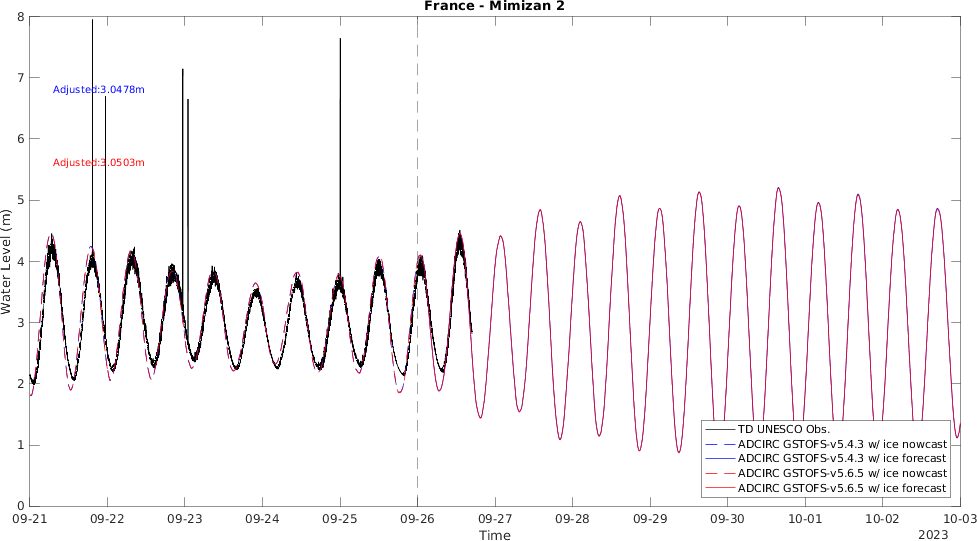 France - Mimizan 2
8
7
6
5
4
3
2
1
0
Water Level (m)
Adjusted:3.0478m
Adjusted:3.0503m
TD UNESCO Obs.
ADCIRC GSTOFS-v5.4.3 w/ ice nowcast
ADCIRC GSTOFS-v5.4.3 w/ ice forecast
ADCIRC GSTOFS-v5.6.5 w/ ice nowcast
ADCIRC GSTOFS-v5.6.5 w/ ice forecast
09-21 09-22 09-23 09-24 09-25 09-26 09-27 09-28 09-29 09-30 10-01 10-02 10-03
Time
2023